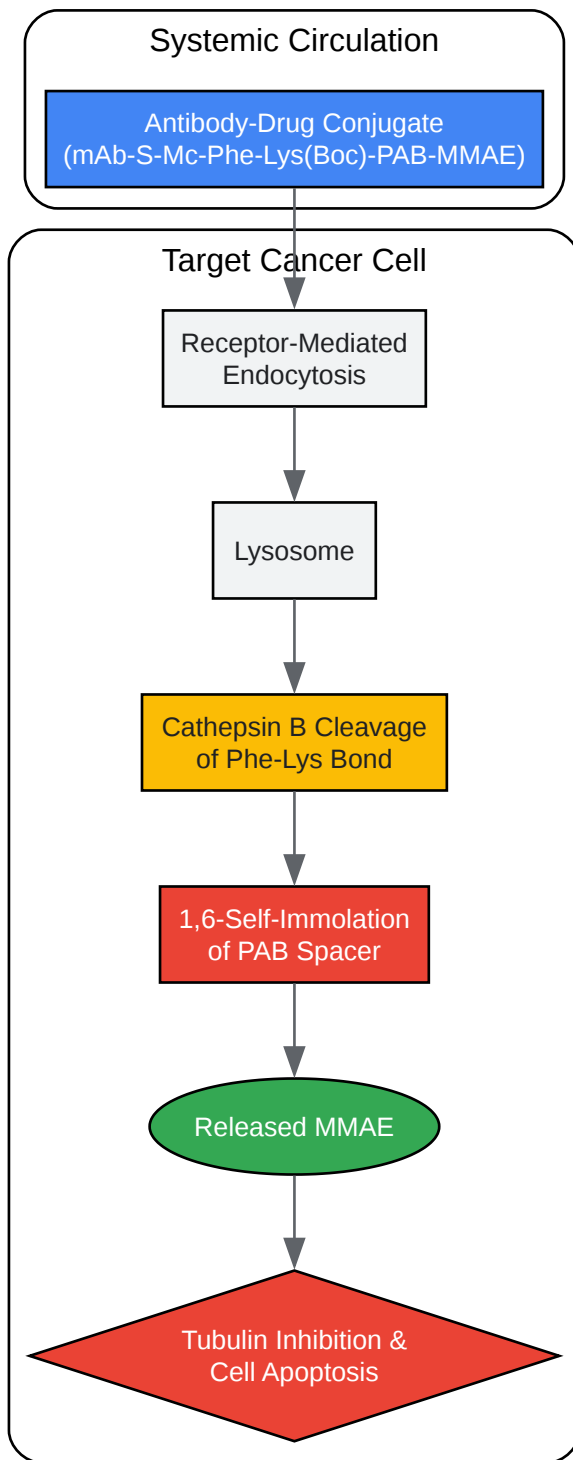 Systemic Circulation
Antibody-Drug Conjugate
(mAb-S-Mc-Phe-Lys(Boc)-PAB-MMAE)
Target Cancer Cell
Receptor-Mediated
Endocytosis
Lysosome
Cathepsin B Cleavage
of Phe-Lys Bond
1,6-Self-Immolation
of PAB Spacer
Released MMAE
Tubulin Inhibition &
Cell Apoptosis